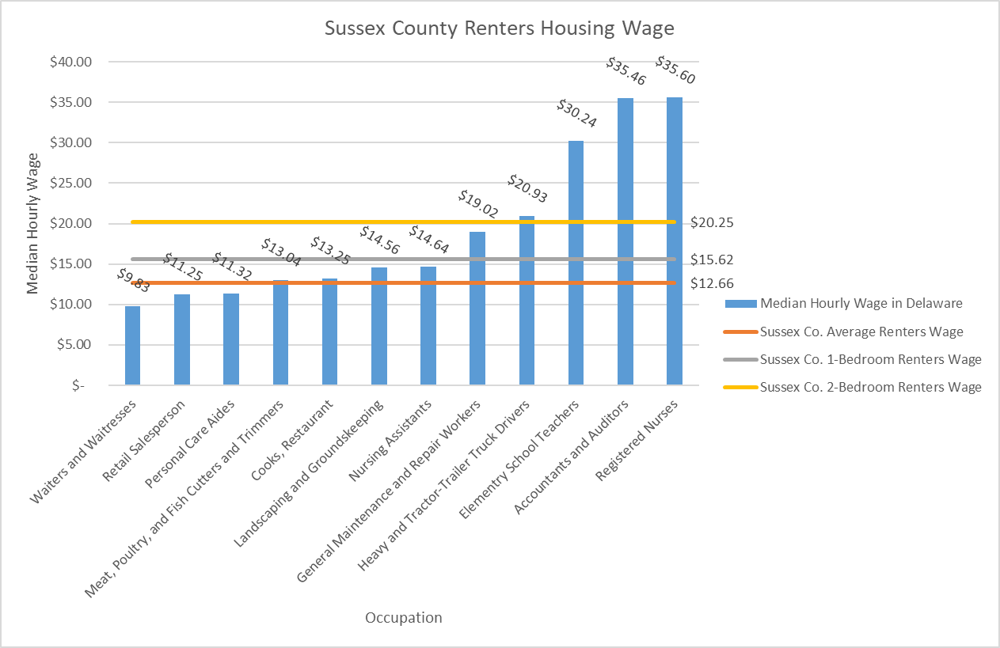 Sussex County Renters Housing Wage
$40.00
$35.00
$30.00
$25.00
$20.00
$15.00
$10.00
$5.00
$-
Median Hourly Wage
$9.83
$11.25
$11.32
$13.04
$13.25
$14.56
$14.64
$19.02
$20.93
$30.24
$35.46
$35.60
$20.25
$15.62
$12.66
Waiters and Waitresses
Retail Salesperson
Personal Care Aides
Meat, Poultry, and Fish Cutters and Trimmers
Cooks, Restaurant
Landscaping and Groundskeeping
Nursing Assistants
General Maintenance and Repair Workers
Heavy and Tractor-Trailer Truck Drivers
Elementry School Teachers
Accountants and Auditors
Registered Nurses
Occupation
Median Hourly Wage in Delaware
Sussex Co. Average Renters Wage
Sussex Co. 1-Bedroom Renters Wage
Sussex Co. 2-Bedroom Renters Wage